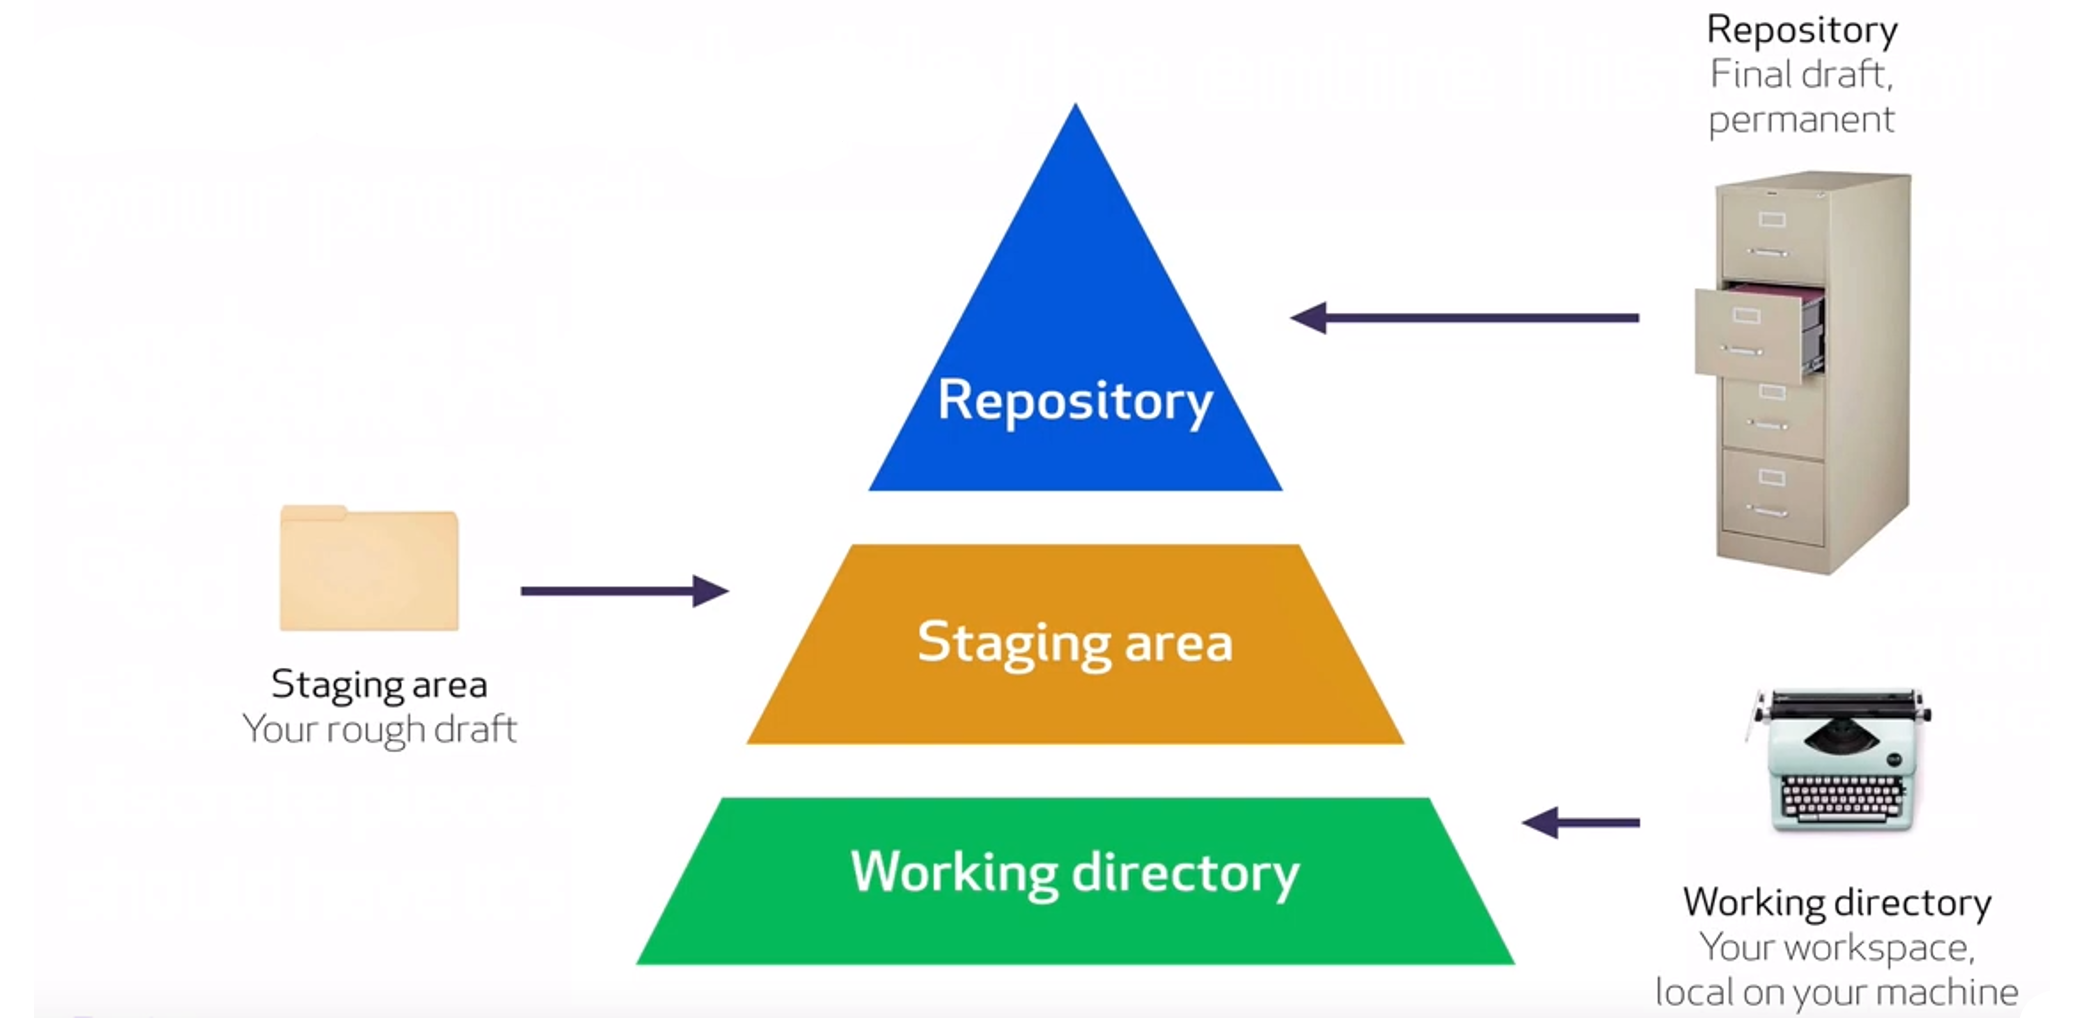 Repository
Final draft,
permanent
Repository
Staging area
Staging area
Your rough draft
Working directory
Working directory
Your workspace,
local on your machine